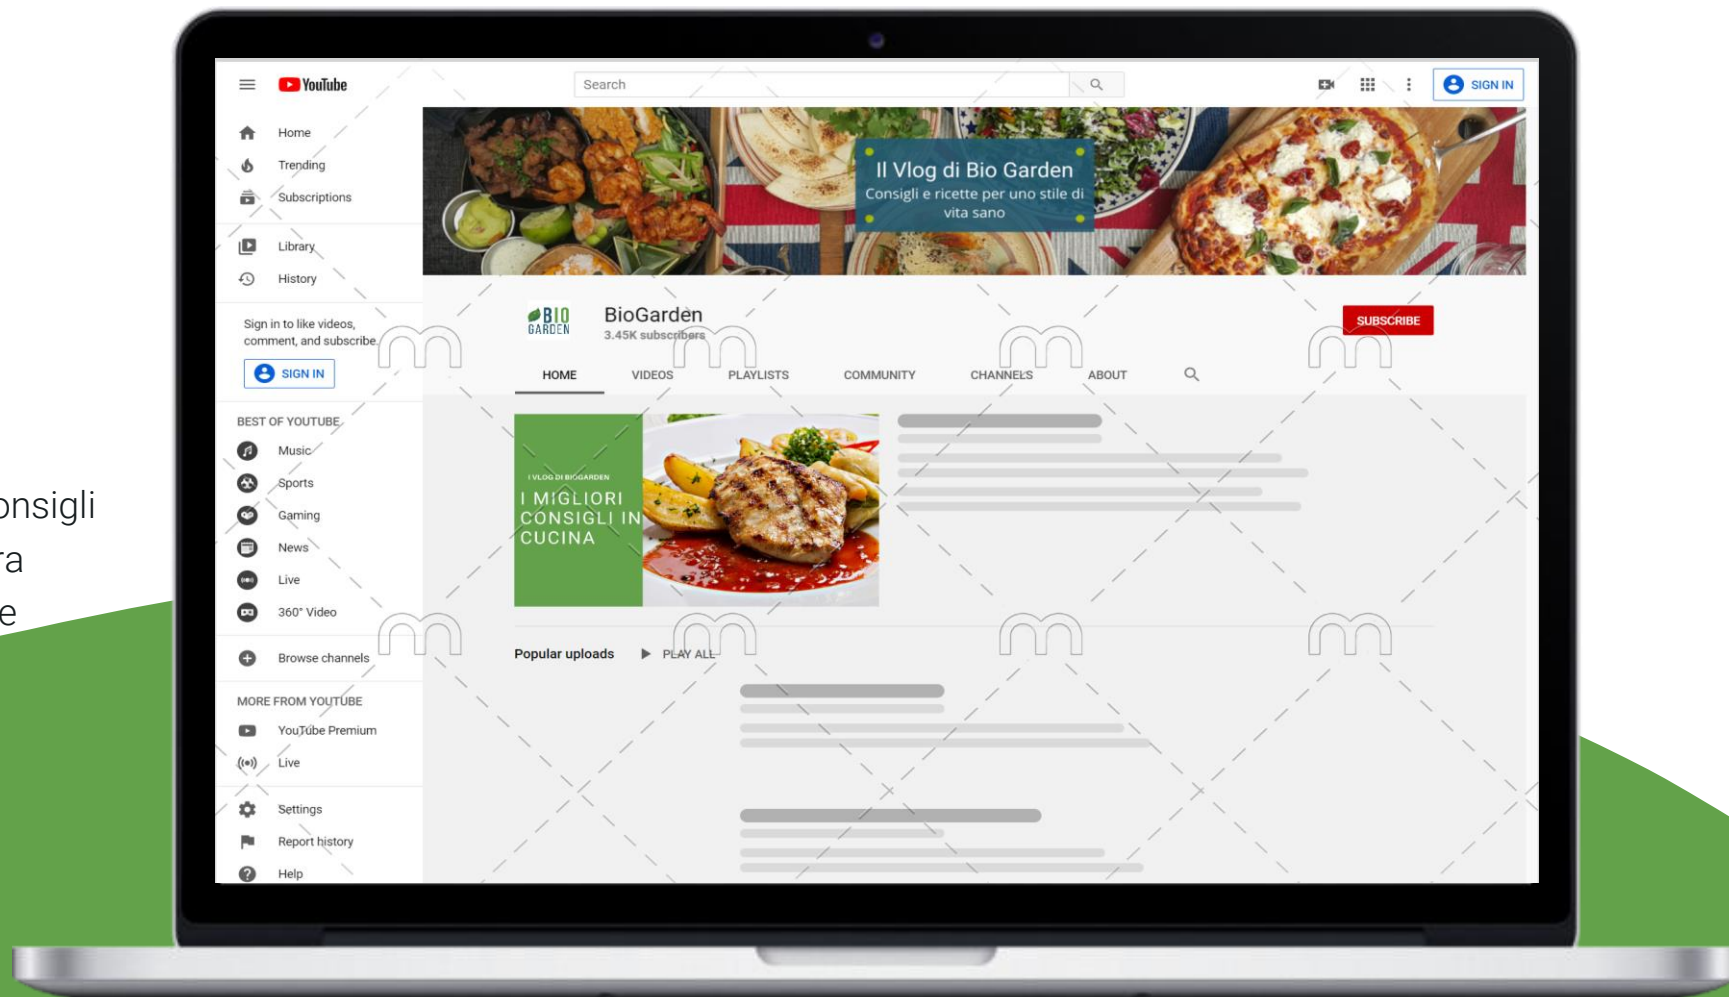 onsigli
ra
e
YouTube
Search
SIGN IN
Home
Trending
Subscriptions
Library
History
Sign in to like videos,
comment, and subscribe.
SIGN IN
BEST OF YOUTUBE
Music
Sports
Gaming
News
Live
360° Video
Browse channels
MORE FROM YOUTUBE
YouTube Premium
Live
Settings
Report history
Help
Il Vlog di Bio Garden
Consigli e ricette per uno stile di
vita sano
BIO
GARDEN
BioGarden
3.45K subscribers
SUBSCRIBE
HOME VIDEOS PLAYLISTS COMMUNITY CHANNELS ABOUT
I VLOG DI BIOGARDEN
I MIGLIORI
CONSIGLI IN
CUCINA
Popular uploads PLAY ALL